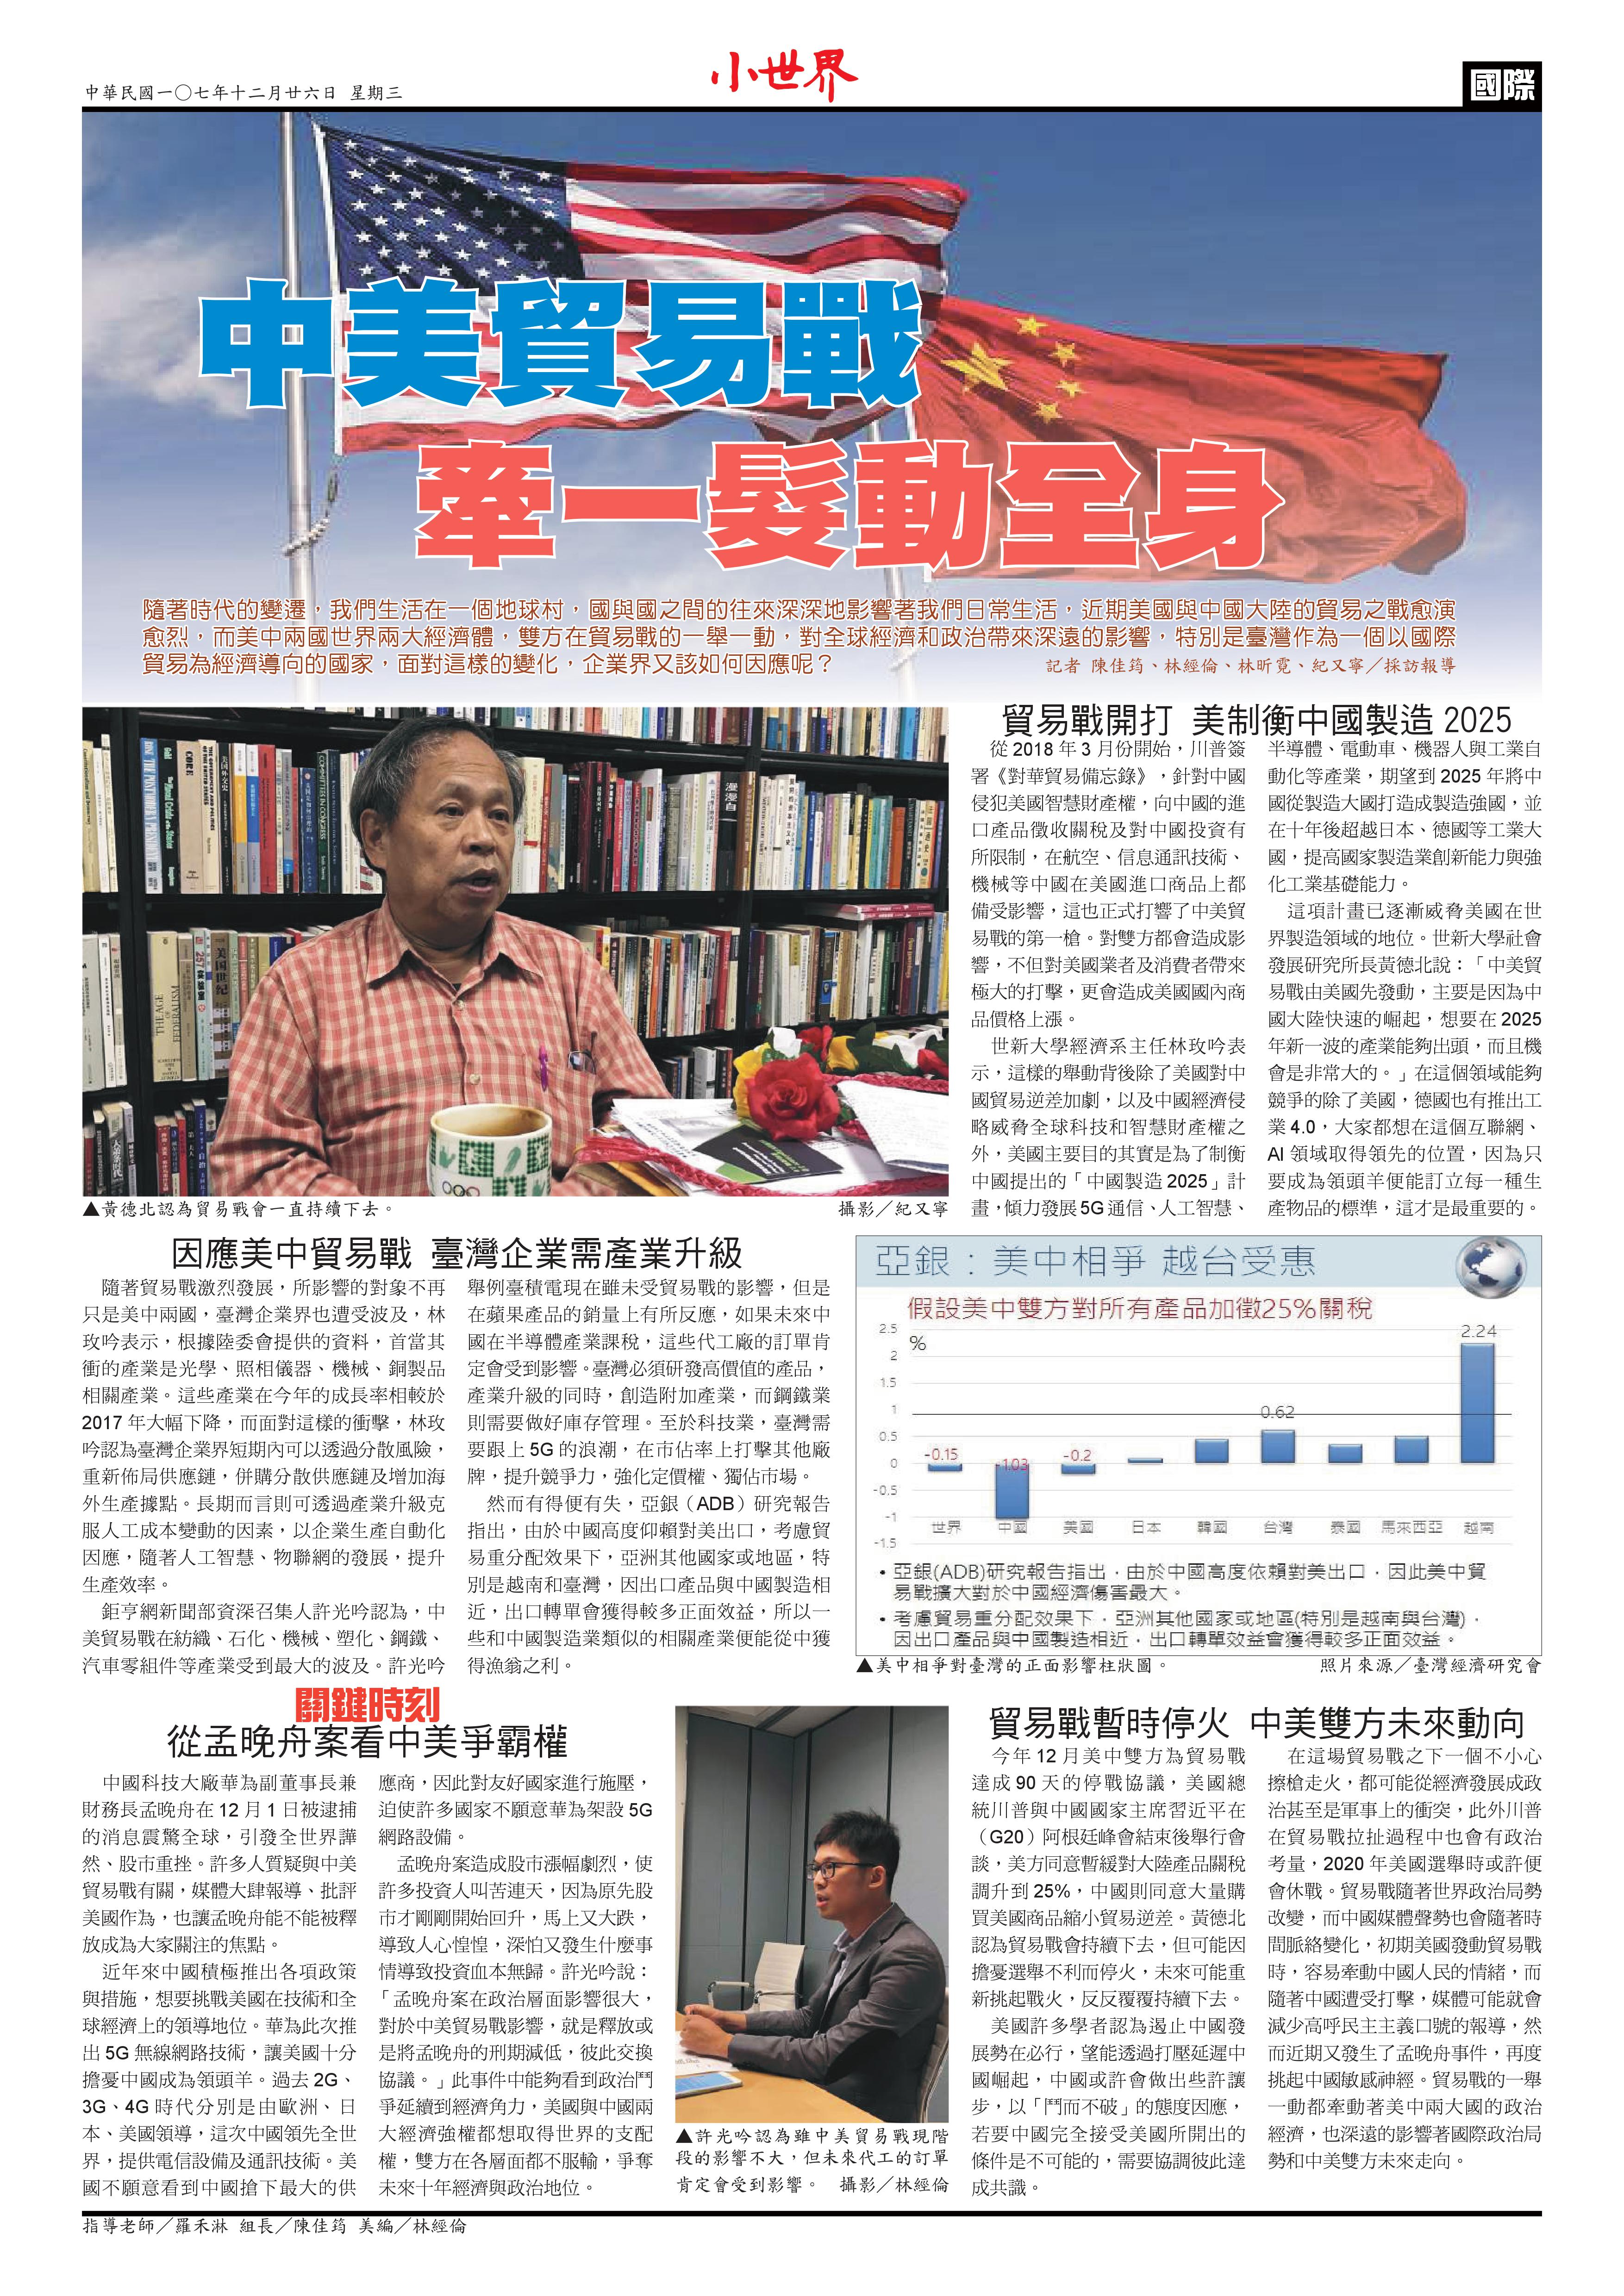 中華民國一〇七年十二月廿六日 星期三
小世界
國際
中美貿易戰
牽一髮動全身
隨著時代的變遷，我們生活在一個地球村，國與國之間的往來深深地影響著我們日常生活，近期美國與中國大陸的貿易之戰愈演
愈烈，而美中兩國世界兩大經濟體，雙方在貿易戰的一舉一動，對全球經濟和政治帶來深遠的影響，特別是臺灣作為一個以國際
貿易為經濟導向的國家，面對這樣的變化，企業界又該如何因應呢？
記者 陳佳筠、林經倫、林昕霓、紀又寧／採訪報導
▲黃德北認為貿易戰會一直持續下去。
攝影／紀又寧
貿易戰開打 美制衡中國製造 2025
從 2018 年 3 月份開始，川普簽
署《對華貿易備忘錄》，針對中國
侵犯美國智慧財產權，向中國的進
口產品徵收關稅及對中國投資有
所限制，在航空、信息通訊技術、
機械等中國在美國進口商品上都
備受影響，這也正式打響了中美貿
易戰的第一槍。對雙方都會造成影
響，不但對美國業者及消費者帶來
極大的打擊，更會造成美國國內商
品價格上漲。
世新大學經濟系主任林玫吟表
示，這樣的舉動背後除了美國對中
國貿易逆差加劇，以及中國經濟侵
略威脅全球科技和智慧財產權之
外，美國主要目的其實是為了制衡
中國提出的「中國製造 2025」計
畫，傾力發展 5G 通信、人工智慧、
半導體、電動車、機器人與工業自
動化等產業，期望到 2025 年將中
國從製造大國打造成製造強國，並
在十年後超越日本、德國等工業大
國，提高國家製造業創新能力與強
化工業基礎能力。
這項計畫已逐漸威脅美國在世
界製造領域的地位。世新大學社會
發展研究所長黃德北說：「中美貿
易戰由美國先發動，主要是因為中
國大陸快速的崛起，想要在 2025
年新一波的產業能夠出頭，而且機
會是非常大的。」在這個領域能夠
競爭的除了美國，德國也有推出工
業 4.0，大家都想在這個互聯網、
AI 領域取得領先的位置，因為只
要成為領頭羊便能訂立每一種生
產物品的標準，這才是最重要的。
因應美中貿易戰 臺灣企業需產業升級
隨著貿易戰激烈發展，所影響的對象不再
只是美中兩國，臺灣企業界也遭受波及，林
玫吟表示，根據陸委會提供的資料，首當其
衝的產業是光學、照相儀器、機械、銅製品
相關產業。這些產業在今年的成長率相較於
2017 年大幅下降，而面對這樣的衝擊，林玫
吟認為臺灣企業界短期內可以透過分散風險，
重新佈局供應鏈，併購分散供應鏈及增加海
外生產據點。長期而言則可透過產業升級克
服人工成本變動的因素，以企業生產自動化
因應，隨著人工智慧、物聯網的發展，提升
生產效率。
鉅亨網新聞部資深召集人許光吟認為，中
美貿易戰在紡織、石化、機械、塑化、鋼鐵、
汽車零組件等產業受到最大的波及。許光吟
舉例臺積電現在雖未受貿易戰的影響，但是
在蘋果產品的銷量上有所反應，如果未來中
國在半導體產業課稅，這些代工廠的訂單肯
定會受到影響。臺灣必須研發高價值的產品，
產業升級的同時，創造附加產業，而鋼鐵業
則需要做好庫存管理。至於科技業，臺灣需
要跟上 5G 的浪潮，在市佔率上打擊其他廠
牌，提升競爭力，強化定價權、獨佔市場。
然而有得便有失，亞銀（ADB）研究報告
指出，由於中國高度仰賴對美出口，考慮貿
易重分配效果下，亞洲其他國家或地區，特
別是越南和臺灣，因出口產品與中國製造相
近，出口轉單會獲得較多正面效益，所以一
些和中國製造業類似的相關產業便能從中獲
得漁翁之利。
亞銀：美中相爭 越台受惠
假設美中雙方對所有產品加徵25%關稅
%
2.5
2
1.5
1
0.5
0
-0.5
-1
-1.5
-0.15
-1.03
-0.2
0.62
2.24
世界 中國 美國 日本 韓國 台灣 泰國 馬來西亞 越南
• 亞銀(ADB)研究報告指出，由於中國高度依賴對美出口，因此美中貿
易戰擴大對於中國經濟傷害最大。
• 考慮貿易重分配效果下，亞洲其他國家或地區(特別是越南與台灣)，
因出口產品與中國製造相近，出口轉單效益會獲得較多正面效益。
▲美中相爭對臺灣的正面影響柱狀圖。
照片來源／臺灣經濟研究會
關鍵時刻
從孟晚舟案看中美爭霸權
中國科技大廠華為副董事長兼
財務長孟晚舟在 12 月 1 日被逮捕
的消息震驚全球，引發全世界譁
然、股市重挫。許多人質疑與中美
貿易戰有關，媒體大肆報導、批評
美國作為，也讓孟晚舟能不能被釋
放成為大家關注的焦點。
近年來中國積極推出各項政策
與措施，想要挑戰美國在技術和全
球經濟上的領導地位。華為此次推
出 5G 無線網路技術，讓美國十分
擔憂中國成為領頭羊。過去 2G、
3G、4G 時代分別是由歐洲、日
本、美國領導，這次中國領先全世
界，提供電信設備及通訊技術。美
國不願意看到中國搶下最大的供
應商，因此對友好國家進行施壓，
迫使許多國家不願意華為架設 5G
網路設備。
孟晚舟案造成股市漲幅劇烈，使
許多投資人叫苦連天，因為原先股
市才剛剛開始回升，馬上又大跌，
導致人心惶惶，深怕又發生什麼事
情導致投資血本無歸。許光吟說：
「孟晚舟案在政治層面影響很大，
對於中美貿易戰影響，就是釋放或
是將孟晚舟的刑期減低，彼此交換
協議。」此事件中能夠看到政治鬥
爭延續到經濟角力，美國與中國兩
大經濟強權都想取得世界的支配
權，雙方在各層面都不服輸，爭奪
未來十年經濟與政治地位。
▲許光吟認為雖中美貿易戰現階
段的影響不大，但未來代工的訂單
肯定會受到影響。 攝影／林經倫
貿易戰暫時停火 中美雙方未來動向
今年 12 月美中雙方為貿易戰
達成 90 天的停戰協議，美國總
統川普與中國國家主席習近平在
（G20）阿根廷峰會結束後舉行會
談，美方同意暫緩對大陸產品關稅
調升到 25%，中國則同意大量購
買美國商品縮小貿易逆差。黃德北
認為貿易戰會持續下去，但可能因
擔憂選舉不利而停火，未來可能重
新挑起戰火，反反覆覆持續下去。
美國許多學者認為遏止中國發
展勢在必行，望能透過打壓延遲中
國崛起，中國或許會做出些許讓
步，以「鬥而不破」的態度因應，
若要中國完全接受美國所開出的
條件是不可能的，需要協調彼此達
成共識。
在這場貿易戰之下一個不小心
擦槍走火，都可能從經濟發展成政
治甚至是軍事上的衝突，此外川普
在貿易戰拉扯過程中也會有政治
考量，2020 年美國選舉時或許便
會休戰。貿易戰隨著世界政治局勢
改變，而中國媒體聲勢也會隨著時
間脈絡變化，初期美國發動貿易戰
時，容易牽動中國人民的情緒，而
隨著中國遭受打擊，媒體可能就會
減少高呼民主主義口號的報導，然
而近期又發生了孟晚舟事件，再度
挑起中國敏感神經。貿易戰的一舉
一動都牽動著美中兩大國的政治
經濟，也深遠的影響著國際政治局
勢和中美雙方未來走向。
指導老師／羅禾淋 組長／陳佳筠 美編／林經倫